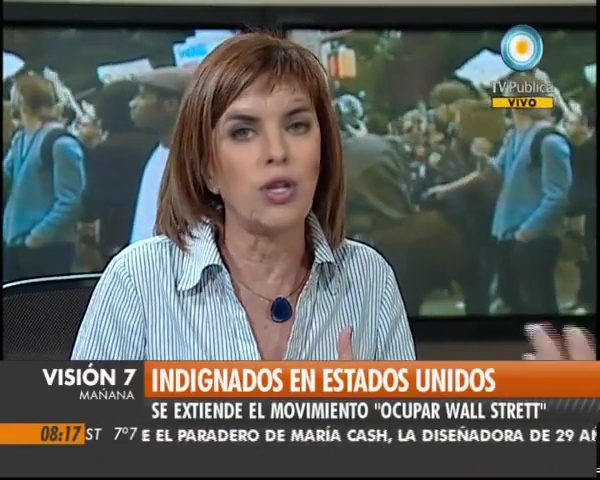 TV Pública
VIVO
VISIÓN 7
MAÑANA
INDIGNADOS EN ESTADOS UNIDOS
SE EXTIENDE EL MOVIMIENTO "OCUPAR WALL STRETT"
08:17 ST 7°7 E EL PARADERO DE MARÍA CASH, LA DISEÑADORA DE 29 AÑ